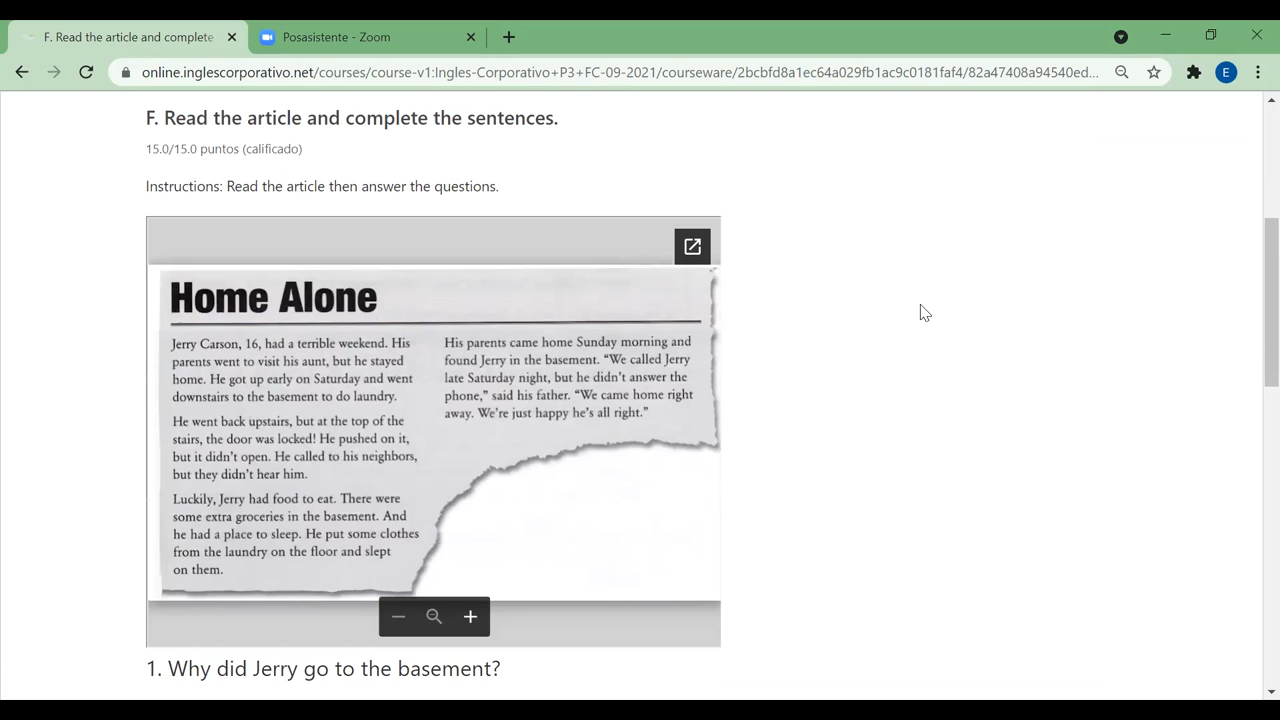 F. Read the article and complete
Posasistente - Zoom
online.inglescorporativo.net/courses/course-v1:Ingles-Corporativo+P3+FC-09-2021/courseware/2bcbfd8a1ec64a029fb1ac9c0181faf4/82a47408a94540ed...
E
F. Read the article and complete the sentences.
15.0/15.0 puntos (calificado)
Instructions: Read the article then answer the questions.
Home Alone
Jerry Carson, 16, had a terrible weekend. His
parents went to visit his aunt, but he stayed
home. He got up early on Saturday and went
downstairs to the basement to do laundry.
He went back upstairs, but at the top of the
stairs, the door was locked! He pushed on it,
but it didn't open. He called to his neighbors,
but they didn't hear him.
Luckily, Jerry had food to eat. There were
some extra groceries in the basement. And
he had a place to sleep. He put some clothes
from the laundry on the floor and slept
on them.
His parents came home Sunday morning and
found Jerry in the basement. “We called Jerry
late Saturday night, but he didn't answer the
phone,” said his father. “We came home right
away. We're just happy he's all right.”
1. Why did Jerry go to the basement?